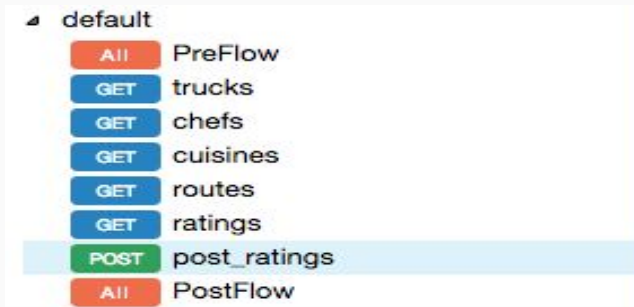 default
All PreFlow
GET trucks
GET chefs
GET cuisines
GET routes
GET ratings
POST post_ratings
All PostFlow